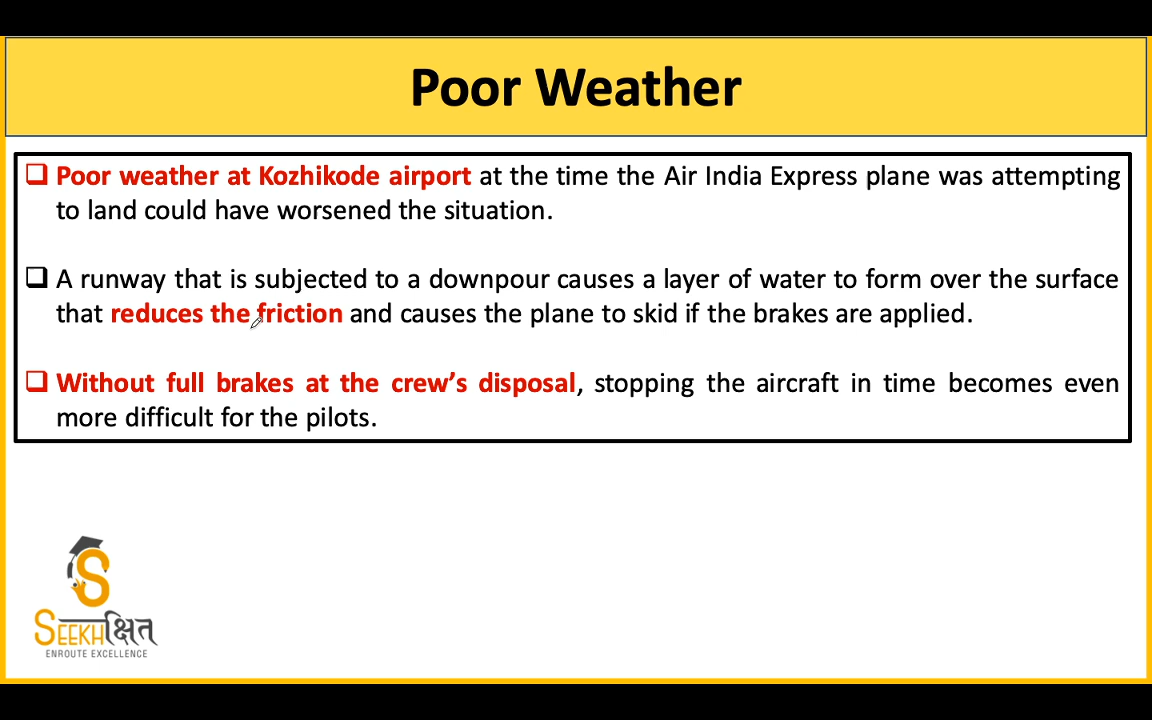 Poor Weather
❑ Poor weather at Kozhikode airport at the time the Air India Express plane was attempting
to land could have worsened the situation.
❑ A runway that is subjected to a downpour causes a layer of water to form over the surface
that reduces the friction and causes the plane to skid if the brakes are applied.
❑ Without full brakes at the crew’s disposal, stopping the aircraft in time becomes even
more difficult for the pilots.
S
SEEKHक्षित
ENROUTE EXCELLENCE